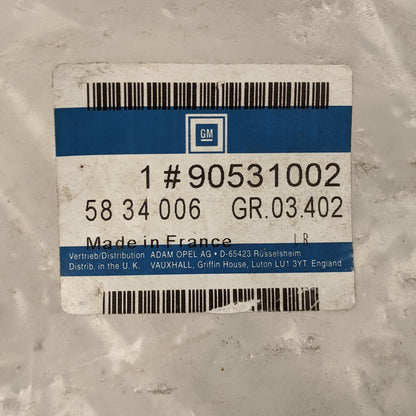 GM
1 # 90531002
58 34 006 GR.03.402
Made in France LR
Vertrieb/Distribution ADAM OPEL AG • D-65423 Rüsselsheim
Distrib. in the U. K. VAUXHALL, Griffin House, Luton LU1 3YT. England